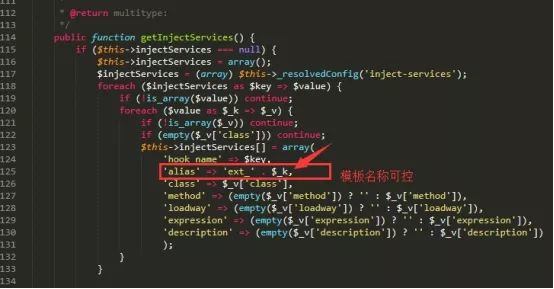 111 *
112 * @return multitype:
113 */
114 public function getInjectServices() {
115 if ($this->injectServices === null) {
116 $this->injectServices = array();
117 $injectServices = (array) $this->_resolvedConfig('inject-services');
118 foreach ($injectServices as $key => $value) {
119 if (!is_array($value)) continue;
120 foreach ($value as $_k => $_v) {
121 if (!is_array($_v)) continue;
122 if (empty($_v['class'])) continue;
123 $this->injectServices[] = array(
124 'hook_name' => $key,
125 'alias' => 'ext_' . $_k,
模板名称可控
126 'class' => $_v['class'],
127 'method' => (empty($_v['method']) ? '' : $_v['method']),
128 'loadway' => (empty($_v['loadway']) ? '' : $_v['loadway']),
129 'expression' => (empty($_v['expression']) ? '' : $_v['expression']),
130 'description' => (empty($_v['description']) ? '' : $_v['description'])
131 );
132 }
133 }
134